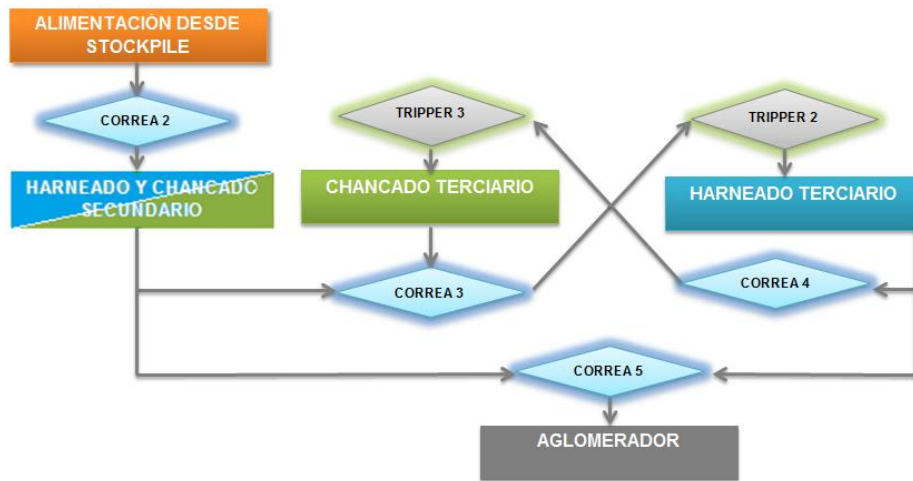 ALIMENTACIÓN DESDE
STOCKPILE
CORREA 2
TRIPPER 3
TRIPPER 2
HARNEADO Y CHANCADO
SECUNDARIO
CHANCADO TERCIARIO
HARNEADO TERCIARIO
CORREA 3
CORREA 4
CORREA 5
AGLOMERADOR